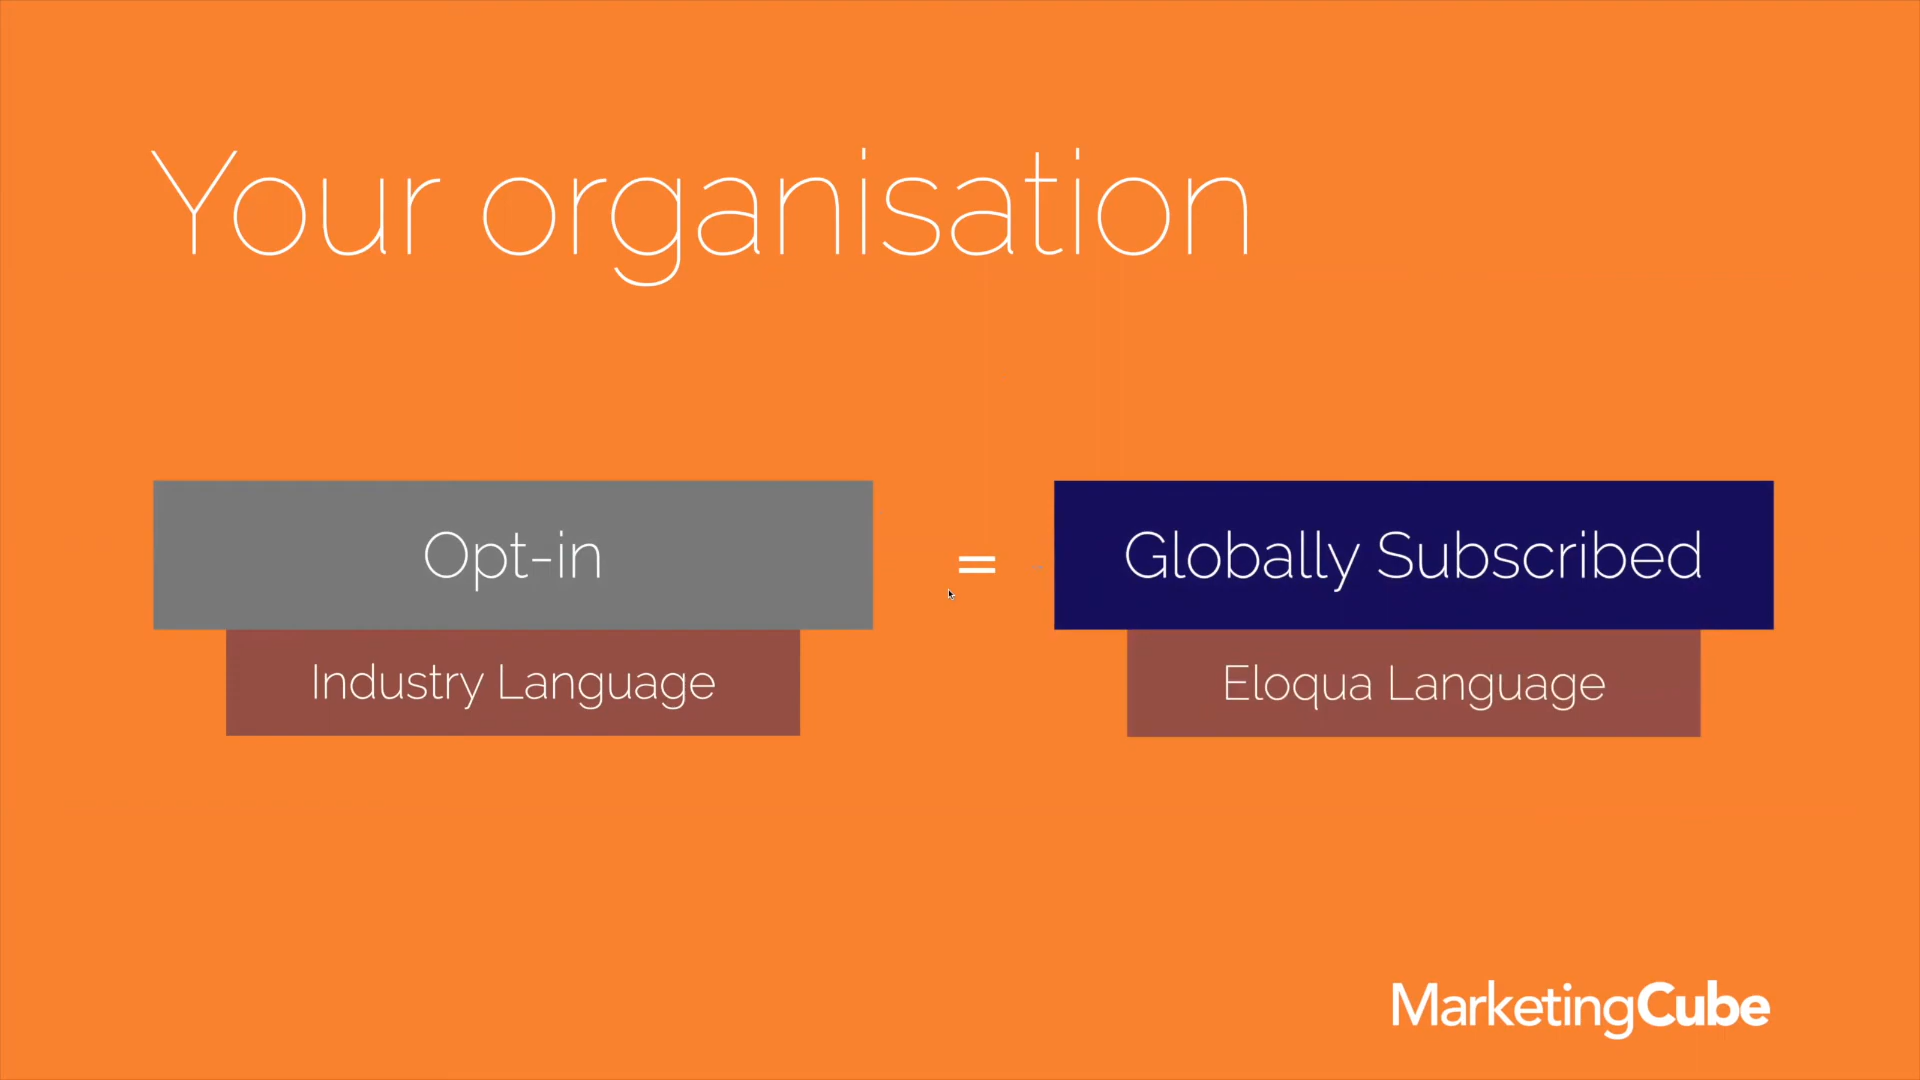 Your organisation
Opt-in
=
Globally Subscribed
Industry Language
Eloqua Language
MarketingCube